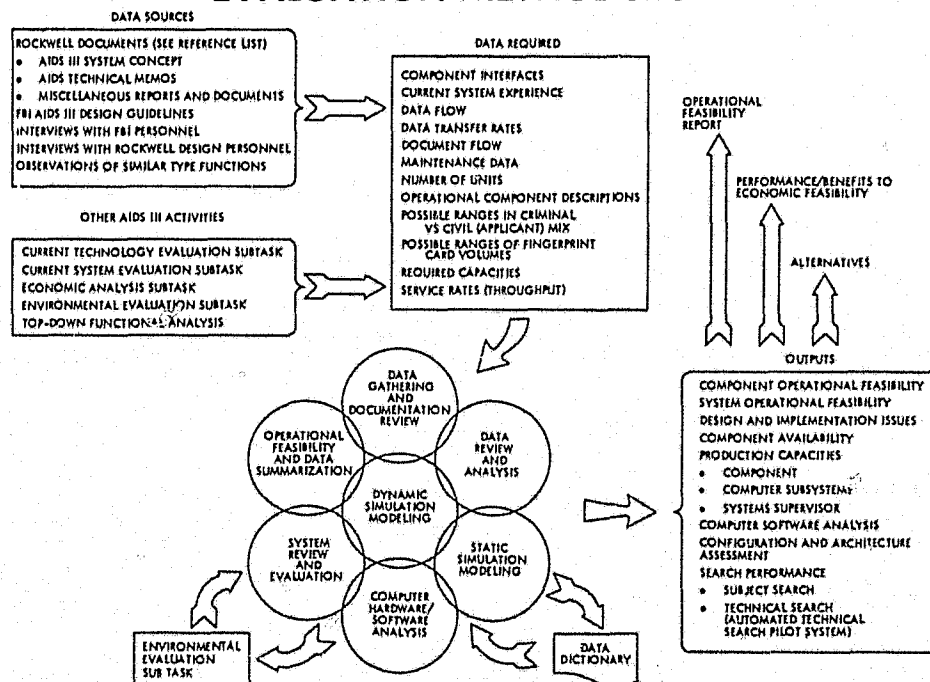 DATA SOURCES
ROCKWELL DOCUMENTS (SEE REFERENCE LIST)
• AIDS III SYSTEM CONCEPT
• AIDS TECHNICAL MEMOS
• MISCELLANEOUS REPORTS AND DOCUMENTS
FBI AIDS III DESIGN GUIDELINES
INTERVIEWS WITH FBI PERSONNEL
INTERVIEWS WITH ROCKWELL DESIGN PERSONNEL
OBSERVATIONS OF SIMILAR TYPE FUNCTIONS
OTHER AIDS III ACTIVITIES
CURRENT TECHNOLOGY EVALUATION SUBTASK
CURRENT SYSTEM EVALUATION SUBTASK
ECONOMIC ANALYSIS SUBTASK
ENVIRONMENTAL EVALUATION SUBTASK
TOP-DOWN FUNCTIONAL ANALYSIS
DATA REQUIRED
COMPONENT INTERFACES
CURRENT SYSTEM EXPERIENCE
DATA FLOW
DATA TRANSFER RATES
DOCUMENT FLOW
MAINTENANCE DATA
NUMBER OF UNITS
OPERATIONAL COMPONENT DESCRIPTIONS
POSSIBLE RANGES IN CRIMINAL
VS CIVIL (APPLICANT) MIX
POSSIBLE RANGES OF FINGERPRINT
CARD VOLUMES
REQUIRED CAPACITIES
SERVICE RATES (THROUGHPUT)
OPERATIONAL
FEASIBILITY
REPORT
PERFORMANCE/BENEFITS TO
ECONOMIC FEASIBILITY
ALTERNATIVES
OUTPUTS
COMPONENT OPERATIONAL FEASIBILITY
SYSTEM OPERATIONAL FEASIBILITY
DESIGN AND IMPLEMENTATION ISSUES
COMPONENT AVAILABILITY
PRODUCTION CAPACITIES
• COMPONENT
• COMPUTER SUBSYSTEMS
• SYSTEMS SUPERVISOR
COMPUTER SOFTWARE ANALYSIS
CONFIGURATION AND ARCHITECTURE
ASSESSMENT
SEARCH PERFORMANCE
• SUBJECT SEARCH
• TECHNICAL SEARCH
(AUTOMATED TECHNICAL
SEARCH PILOT SYSTEM)
DATA
GATHERING
AND
DOCUMENTATION
REVIEW
OPERATIONAL
FEASIBILITY
AND DATA
SUMMARIZATION
DATA
REVIEW
AND
ANALYSIS
DYNAMIC
SIMULATION
MODELING
SYSTEM
REVIEW
AND
EVALUATION
STATIC
SIMULATION
MODELING
COMPUTER
HARDWARE/
SOFTWARE
ANALYSIS
ENVIRONMENTAL
EVALUATION
SUB TASK
DATA
DICTIONARY